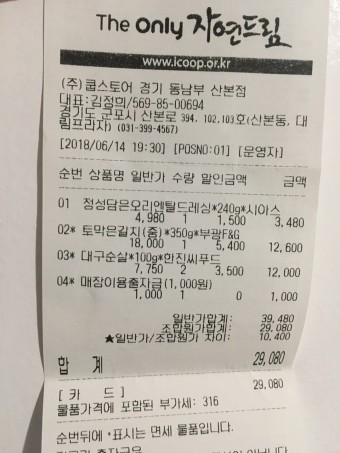 The only 자연드림
www.icoop.or.kr
(주)쿱스토어 경기 동남부 산본점
대표:김정희/569-85-00694
경기도 군포시 산본로 394, 102,103호(산본동, 대
림프라자) (031-399-4567)
[2018/06/14 19:30] [POSNO:01] [운영자]
순번 상품명 일반가 수량 할인금액 금액
01 정성담은오리엔탈드레싱*240g*시아스
4,980 1 1,500 3,480
02* 토막은갈치(중)*350g*부광F&G
18,000 1 5,400 12,600
03* 대구순살*100g*한진씨푸드
7,750 2 3,500 12,000
04* 매장이용출자금(1,000원)
1,000 1 0 1,000
일반가합계: 39,480
조합원가합계: 29,080
★일반가/조합원가 차이: 10,400
합 계 29,080
[ 카 드 ] 29,080
물품가격에 포함된 부가세: 316
순번뒤에 *표시는 면세 물품입니다.